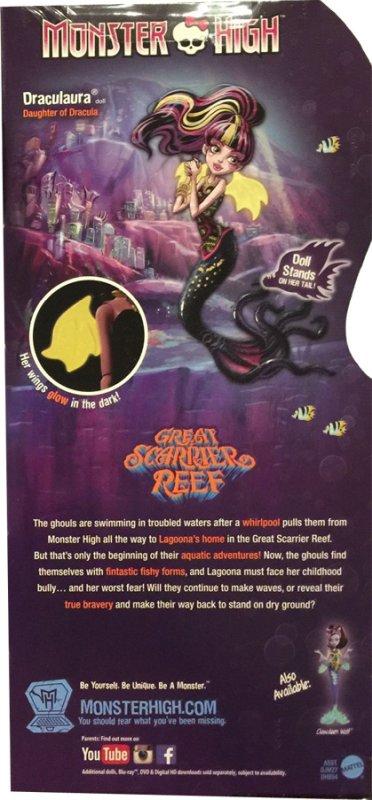 MONSTER HIGH
Draculaura® doll
Daughter of Dracula
Doll
Stands
ON HER TAIL!
Her wings glow in the dark!
GREAT
SCARRIER
REEF
The ghouls are swimming in troubled waters after a whirlpool pulls them from
Monster High all the way to Lagoona's home in the Great Scarrier Reef.
But that's only the beginning of their aquatic adventures! Now, the ghouls find
themselves with fintastic fishy forms, and Lagoona must face her childhood
bully... and her worst fear! Will they continue to make waves, or reveal their
true bravery and make their way back to stand on dry ground?
Also
Available:
Clawdeen Wolf
Be Yourself. Be Unique. Be A Monster.™
MONSTERHIGH.COM
You should tear what you've been missing.
Parents: Find out more on
YouTube f
Additional dolls, Blu-ray™, DVD & Digital HD downloads sold separately, subject to availability.
ASST.
MATTEL